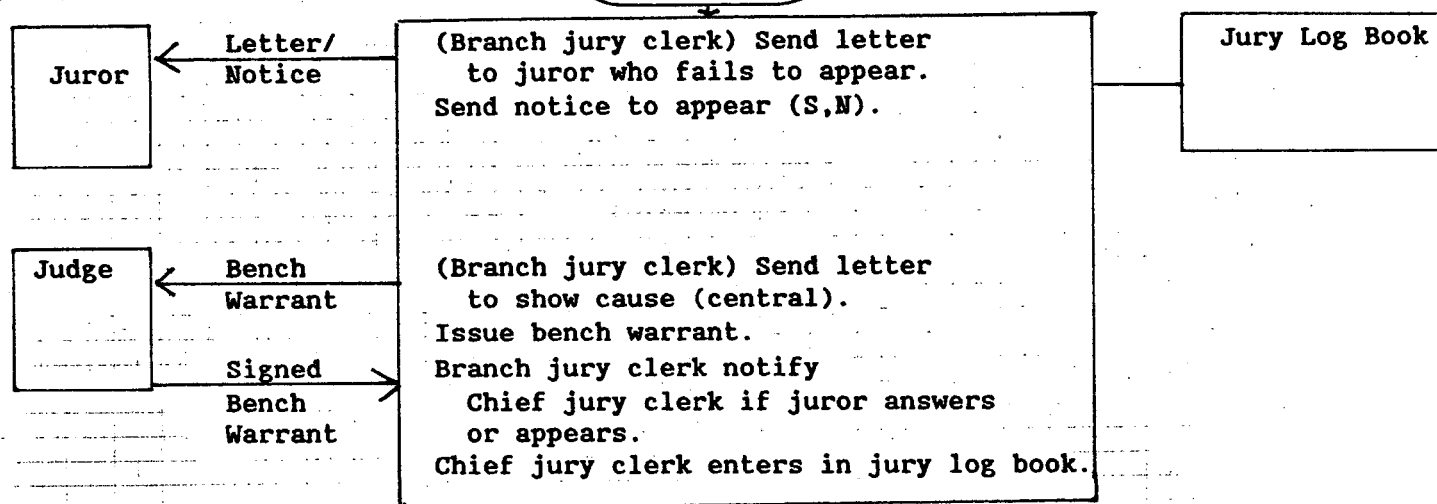 Letter/
Notice
Juror
(Branch jury clerk) Send letter
to juror who fails to appear.
Send notice to appear (S,N).
Jury Log Book
Judge
Bench
Warrant
Signed
Bench
Warrant
(Branch jury clerk) Send letter
to show cause (central).
Issue bench warrant.
Branch jury clerk notify
Chief jury clerk if juror answers
or appears.
Chief jury clerk enters in jury log book.